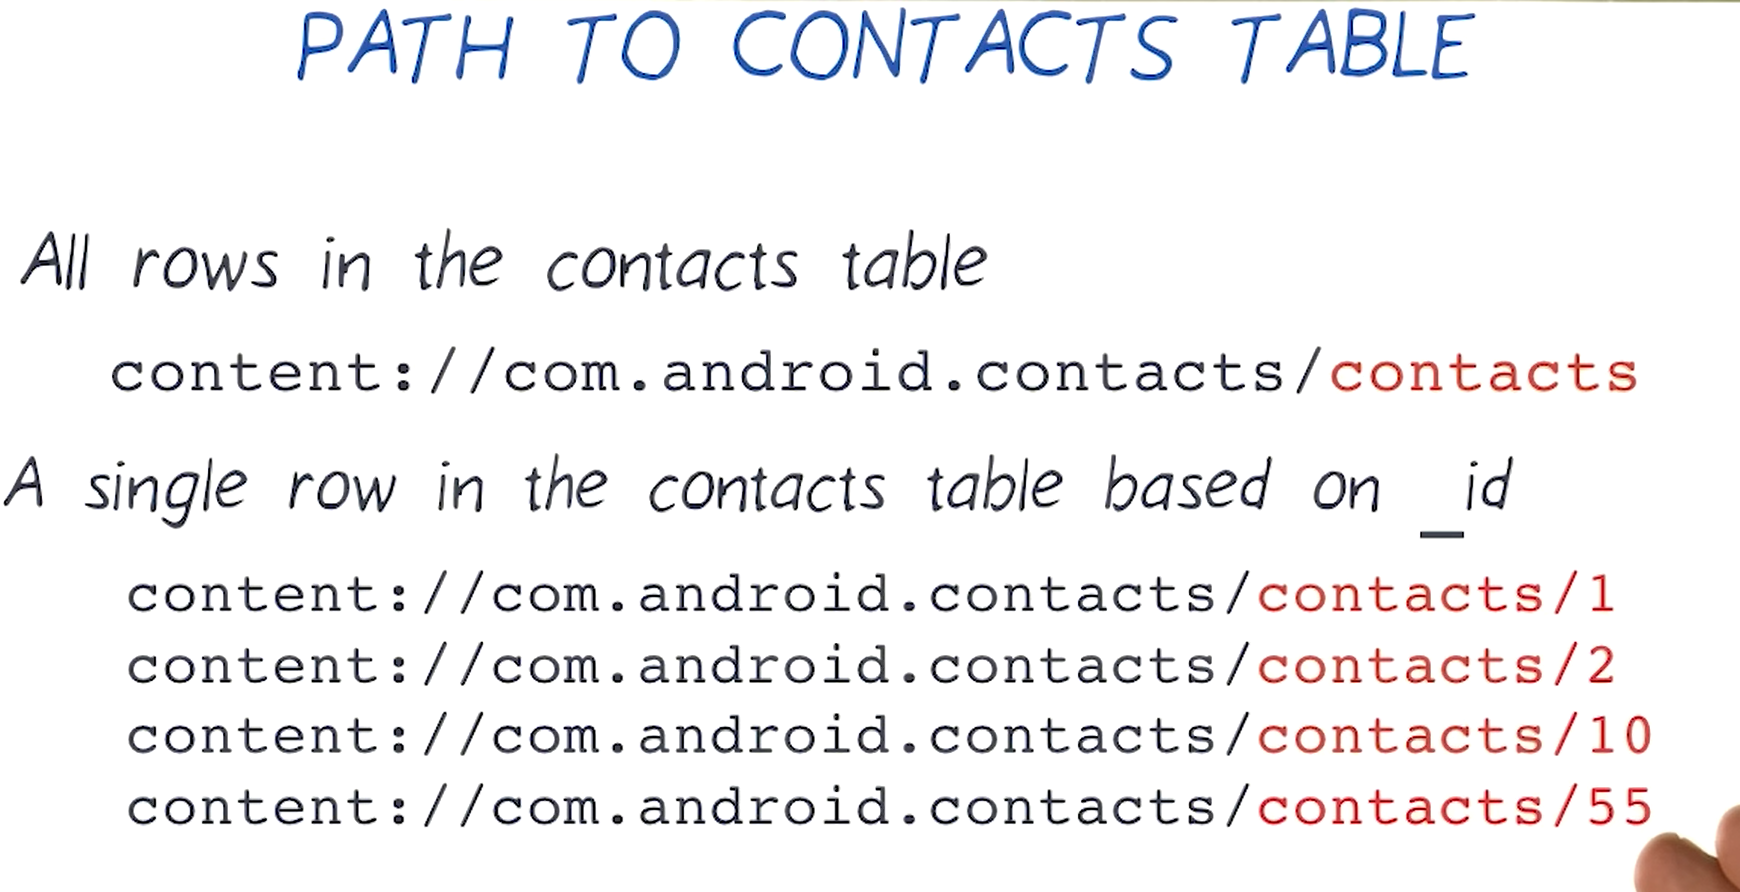 PATH TO CONTACTS TABLE
All rows in the contacts table
content://com.android.contacts/contacts
A single row in the contacts table based on _id
content://com.android.contacts/contacts/1
content://com.android.contacts/contacts/2
content://com.android.contacts/contacts/10
content://com.android.contacts/contacts/55